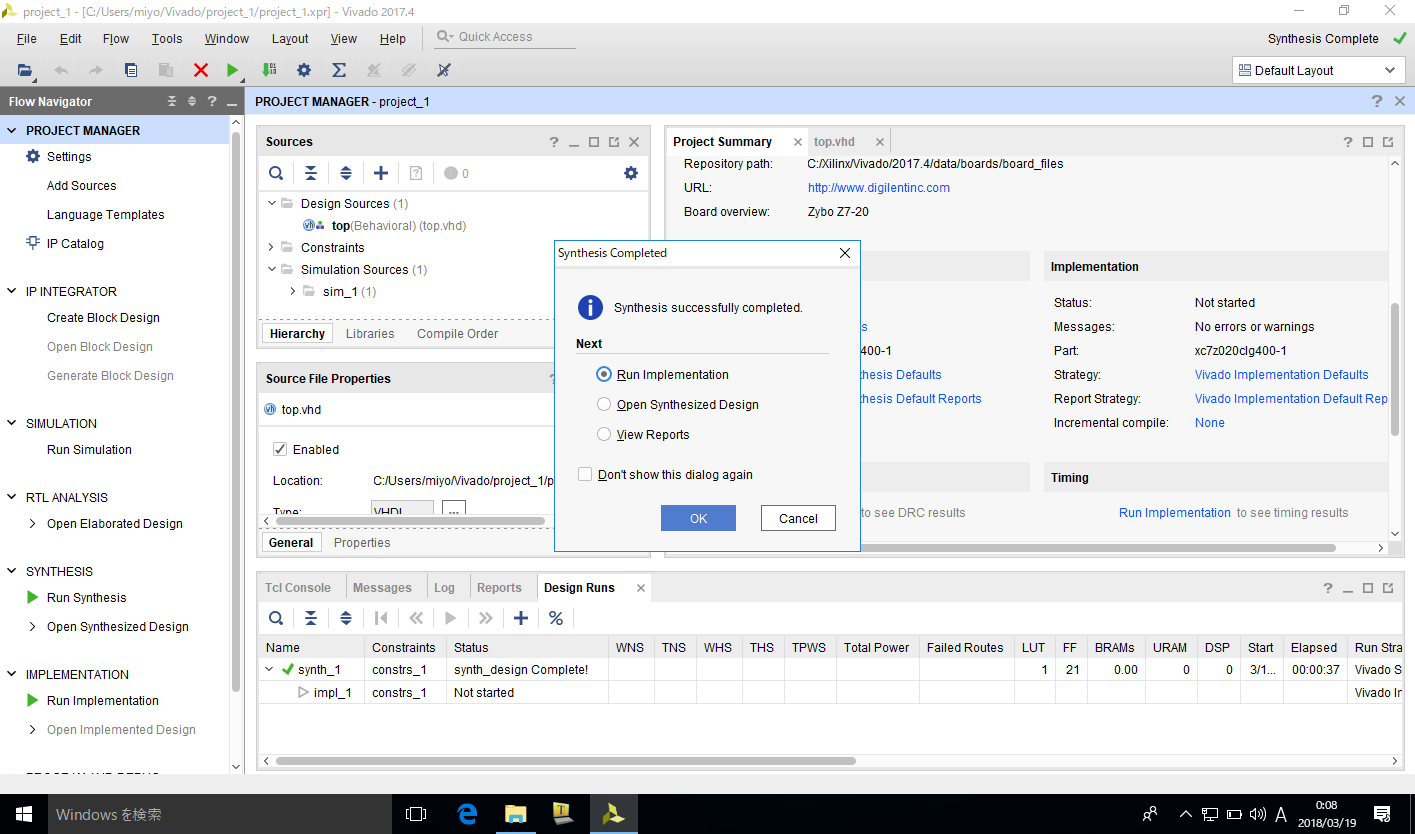 project_1 - [C:/Users/miyo/Vivado/project_1/project_1.xpr] - Vivado 2017.4
File Edit Flow Tools Window Layout View Help Quick Access Synthesis Complete
Default Layout
Flow Navigator
PROJECT MANAGER
Settings
Add Sources
Language Templates
IP Catalog
IP INTEGRATOR
Create Block Design
Open Block Design
Generate Block Design
SIMULATION
Run Simulation
RTL ANALYSIS
Open Elaborated Design
SYNTHESIS
Run Synthesis
Open Synthesized Design
IMPLEMENTATION
Run Implementation
Open Implemented Design
PROJECT MANAGER - project_1
Sources
0
Design Sources (1)
top(Behavioral) (top.vhd)
Constraints
Simulation Sources (1)
sim_1 (1)
Hierarchy Libraries Compile Order
Source File Properties
top.vhd
Enabled
Location: C:/Users/miyo/Vivado/project_1/p
Type: VHDL ...
General Properties
Project Summary top.vhd
Repository path: C:/Xilinx/Vivado/2017.4/data/boards/board_files
URL: http://www.digilentinc.com
Board overview: Zybo Z7-20
Implementation
Status: Not started
Messages: No errors or warnings
400-1 Part: xc7z020clg400-1
hesis Defaults Strategy: Vivado Implementation Defaults
hesis Default Reports Report Strategy: Vivado Implementation Default Rep
Incremental compile: None
Timing
to see DRC results Run Implementation to see timing results
Synthesis Completed
Synthesis successfully completed.
Next
Run Implementation
Open Synthesized Design
View Reports
Don't show this dialog again
OK Cancel
Tcl Console Messages Log Reports Design Runs
Name Constraints Status WNS TNS WHS THS TPWS Total Power Failed Routes LUT FF BRAMs URAM DSP Start Elapsed Run Stra
synth_1 constrs_1 synth_design Complete! 1 21 0.00 0 0 3/1... 00:00:37 Vivado S
impl_1 constrs_1 Not started Vivado In
Windows を検索
A
0:08
2018/03/19